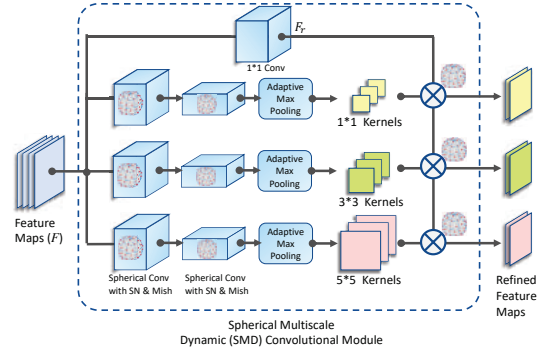 F_r
1*1 Conv
Adaptive
Max
Pooling
1*1 Kernels
Adaptive
Max
Pooling
3*3 Kernels
Feature
Maps (F)
Adaptive
Max
Pooling
5*5 Kernels
Spherical Conv
with SN & Mish
Spherical Conv
with SN & Mish
Refined
Feature
Maps
Spherical Multiscale
Dynamic (SMD) Convolutional Module